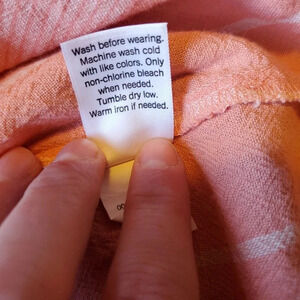 Wash before wearing.
Machine wash cold
with like colors. Only
non-chlorine bleach
when needed.
Tumble dry low.
Warm iron if needed.